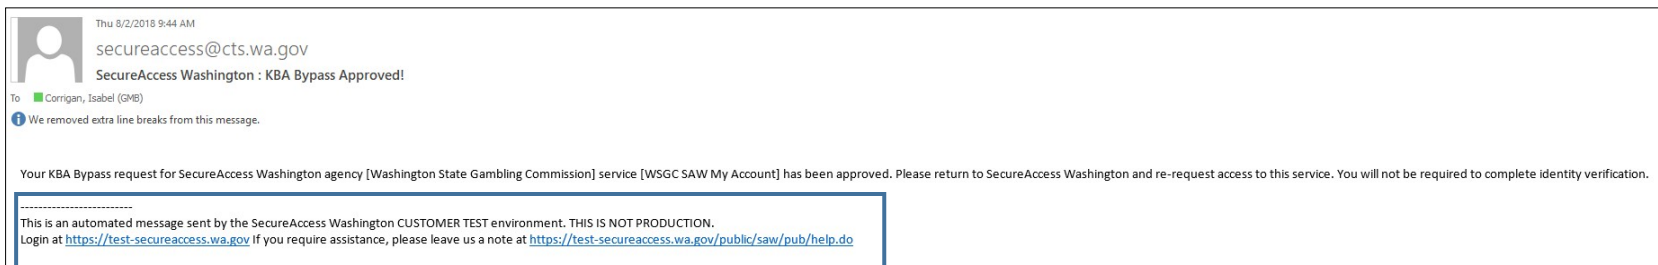 Thu 8/2/2018 9:44 AM
secureaccess@cts.wa.gov
SecureAccess Washington : KBA Bypass Approved!
To Corrigan, Isabel (GMB)
We removed extra line breaks from this message.
Your KBA Bypass request for SecureAccess Washington agency [Washington State Gambling Commission] service [WSGC SAW My Account] has been approved. Please return to SecureAccess Washington and re-request access to this service. You will not be required to complete identity verification.
-------------------------
This is an automated message sent by the SecureAccess Washington CUSTOMER TEST environment. THIS IS NOT PRODUCTION.
Login at https://test-secureaccess.wa.gov If you require assistance, please leave us a note at https://test-secureaccess.wa.gov/public/saw/pub/help.do